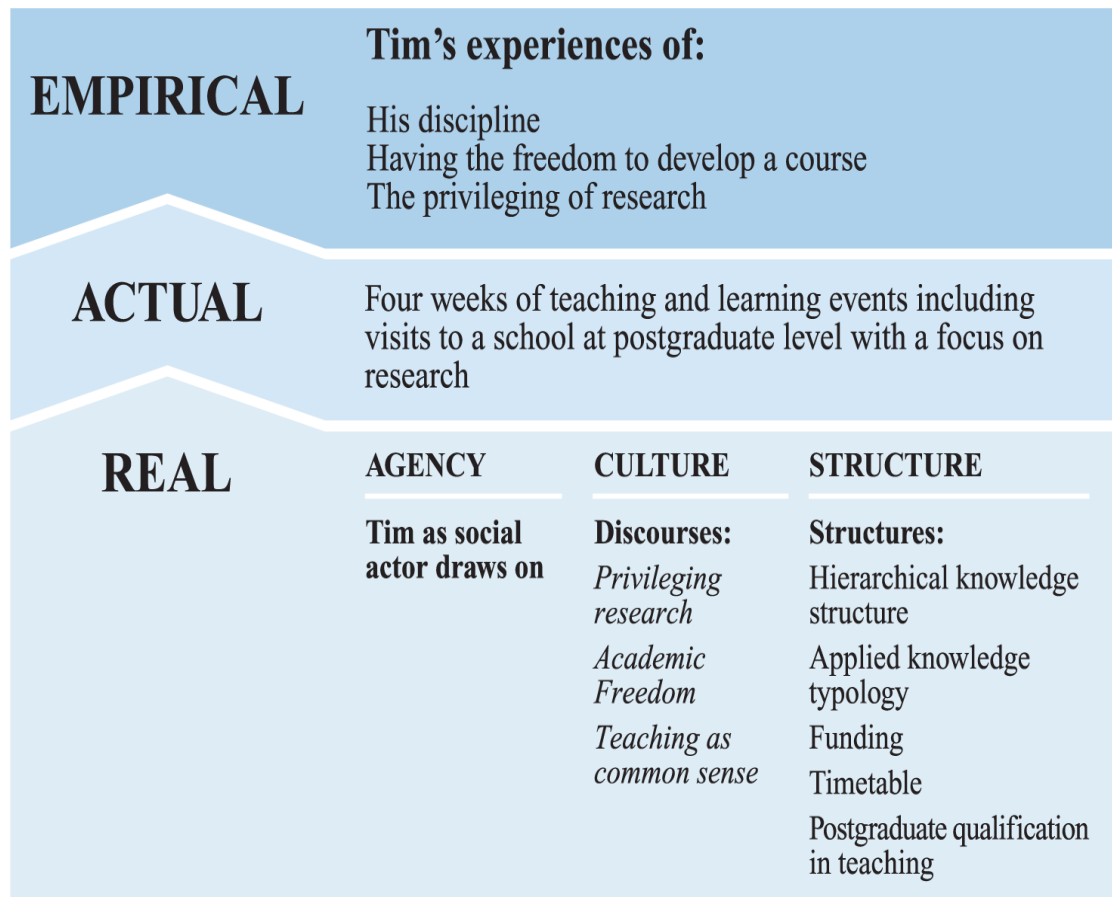 EMPIRICAL
Tim’s experiences of:
His discipline
Having the freedom to develop a course
The privileging of research
ACTUAL
Four weeks of teaching and learning events including
visits to a school at postgraduate level with a focus on
research
REAL
AGENCY
Tim as social
actor draws on
CULTURE
Discourses:
Privileging
research
Academic
Freedom
Teaching as
common sense
STRUCTURE
Structures:
Hierarchical knowledge
structure
Applied knowledge
typology
Funding
Timetable
Postgraduate qualification
in teaching